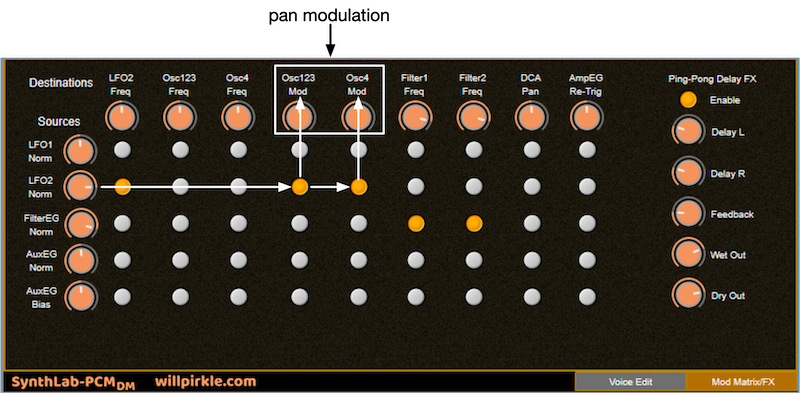 pan modulation
Destinations
LFO2 Osc123 Osc4 Osc123 Osc4 Filter1 Filter2 DCA AmpEG
Freq Freq Freq Mod Mod Freq Freq Pan Re-Trig
Ping-Pong Delay FX
Enable
Sources
LFO1
Norm
LFO2
Norm
FilterEG
Norm
AuxEG
Norm
AuxEG
Bias
Delay L
Delay R
Feedback
Wet Out
Dry Out
SynthLab-PCM DM willpirkle.com
Voice Edit Mod Matrix/FX